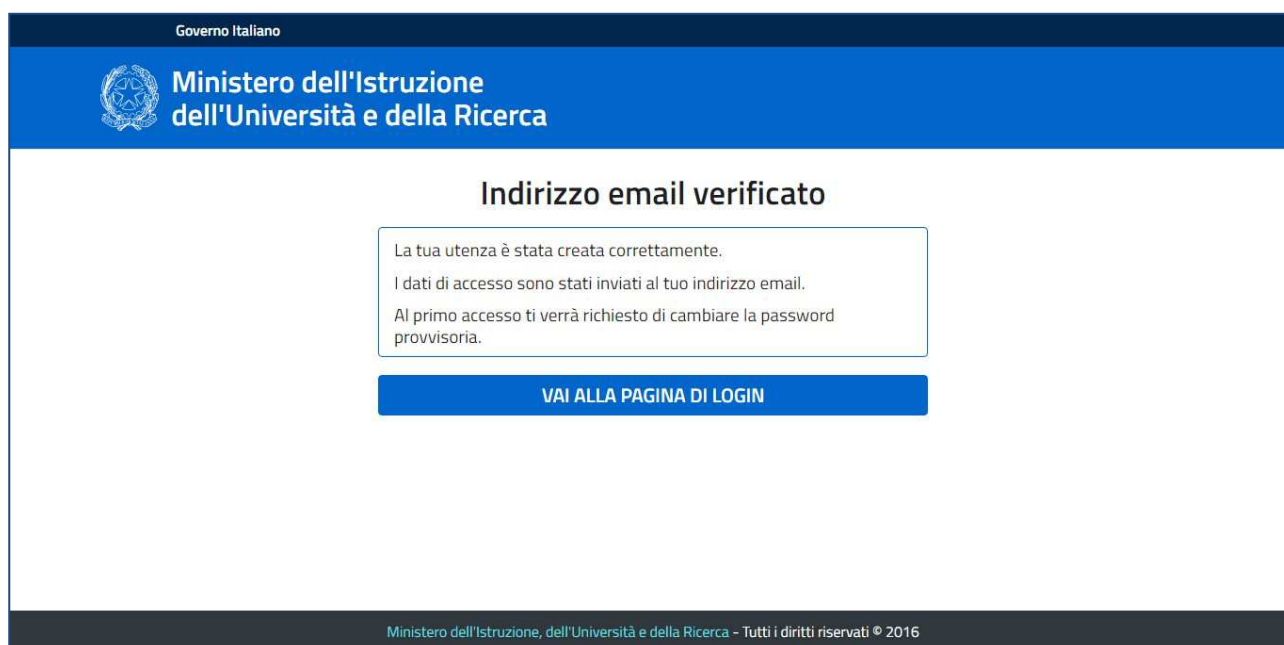 Governo Italiano
Ministero dell'Istruzione
dell'Università e della Ricerca
Indirizzo email verificato
La tua utenza è stata creata correttamente.
I dati di accesso sono stati inviati al tuo indirizzo email.
Al primo accesso ti verrà richiesto di cambiare la password
provvisoria.
VAI ALLA PAGINA DI LOGIN
Ministero dell'Istruzione, dell'Università e della Ricerca - Tutti i diritti riservati © 2016